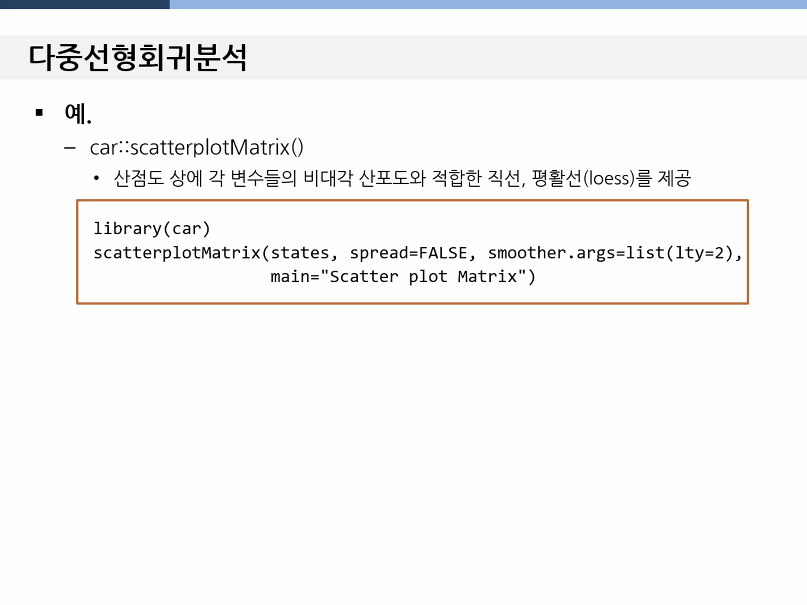 다중선형회귀분석
▪ 예.
– car::scatterplotMatrix()
• 산점도 상에 각 변수들의 비대각 산포도와 적합한 직선, 평활선(loess)를 제공
library(car)
scatterplotMatrix(states, spread=FALSE, smoother.args=list(lty=2),
main="Scatter plot Matrix")